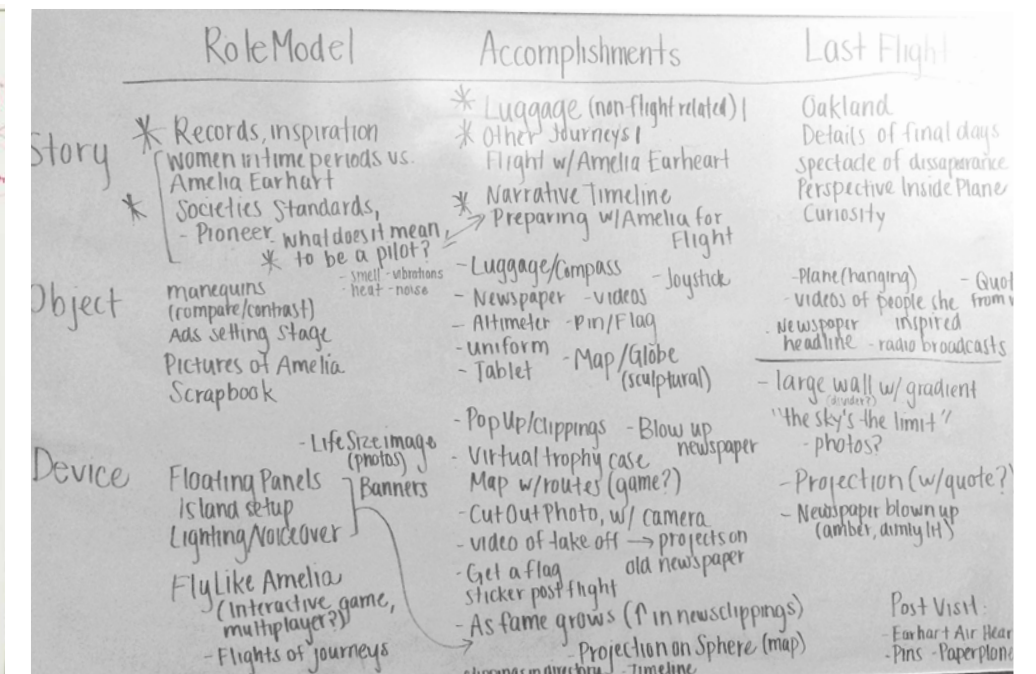 Role Model
Accomplishments
Last Flight
Story
* Records, inspiration
women in time periods vs.
Amelia Earhart
* Societies Standards,
- Pioneer
* what does it mean,
to be a pilot?
- smell - vibrations
- heat - noise
* Luggage (non-flight related) |
* Other Journeys |
Flight w/ Amelia Earheart
* Narrative Timeline
Preparing w/Amelia for
Flight
Oakland
Details of final days
spectacle of dissaparance
Perspective Inside Plane
Curiosity
Object
manequins
(compare/contrast)
Ads setting stage
Pictures of Amelia
Scrapbook
- Luggage/Compass
- Joystick
- Newspaper - videos
- Altimeter - Pin/Flag
- uniform
- Map/Globe
(sculptural)
- Tablet
- Plane (hanging)
- videos of people she
inspired
- Newspaper
headline
- radio broadcasts
- Quot
from
Device
- Life Size image
(photos)
Floating Panels
island setup
Lighting/Voiceover
Banners
Fly Like Amelia
(Interactive game,
multiplayer?)
- Flights of journeys
- Pop Up/clippings
- Blow up
newspaper
- Virtual trophy case
Map w/routes (game?)
- Cut Out Photo, w/ camera
- video of take off → projects on
old newspaper
- Get a flag
sticker post flight
- As fame grows (↑ in newsclippings)
- Projection on Sphere (map)
clippings in directory - Timeline
- large wall w/ gradient
"the sky's the limit"
- photos?
- Projection (w/quote?)
- Newspaper blown up
(amber, dimly lit)
Post Visit:
- Earhart Air Hear
- Pins - Paperplane